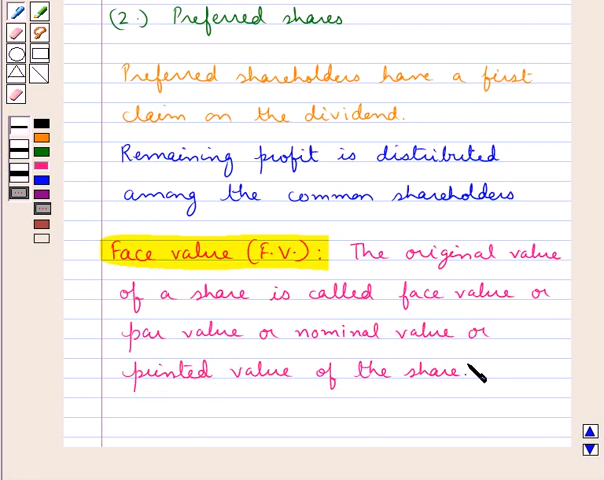 (2.) Preferred shares
Preferred shareholders have a first
claim on the dividend.
Remaining profit is distributed
among the common shareholders
Face value (F.V.): The original value
of a share is called face value or
par value or nominal value or
printed value of the share.